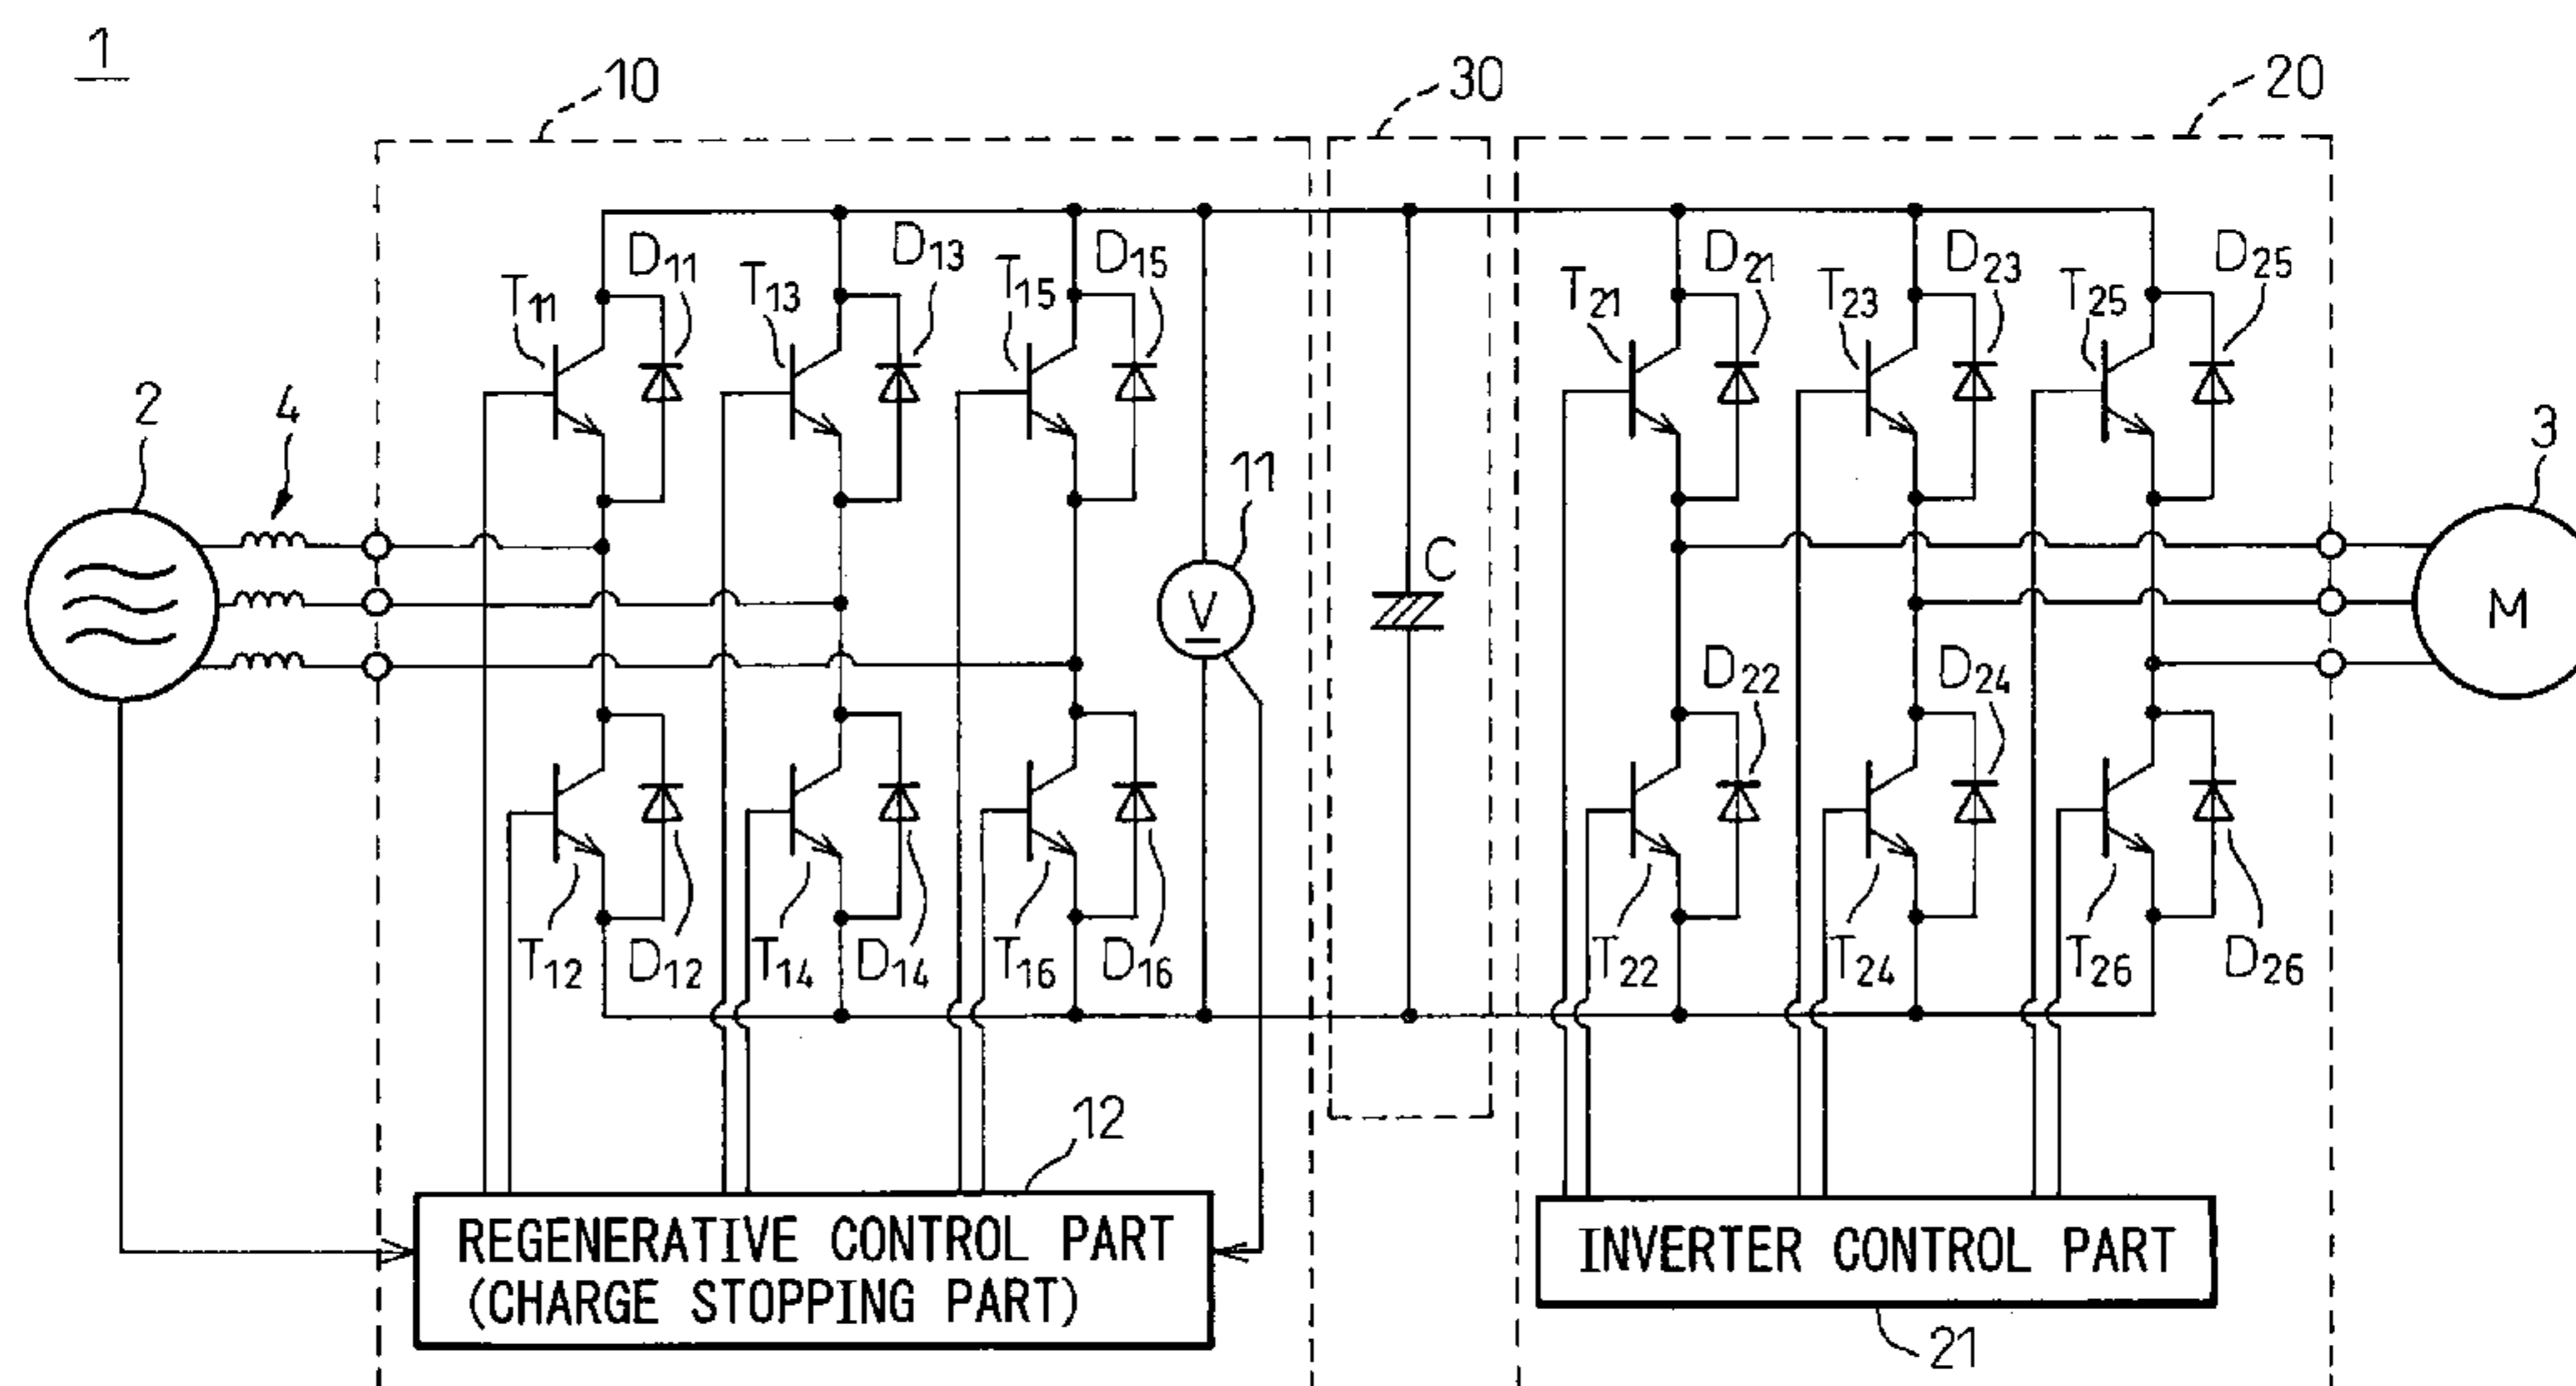 1
10
30
20
D11
D13
D15
D21
D23
D25
T11
T13
T15
T21
T23
T25
2
4
11
3
C
V
M
D22
D24
T12
D12
T14
D14
T16
D16
T22
T24
T26
D26
12
REGENERATIVE CONTROL PART
(CHARGE STOPPING PART)
INVERTER CONTROL PART
21